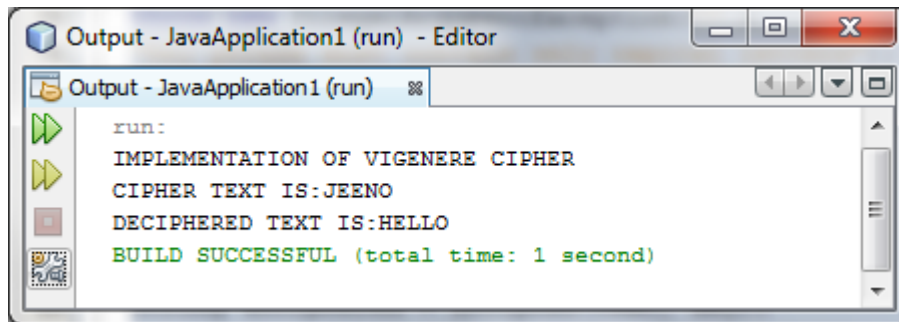 Output - JavaApplication1 (run) - Editor
Output - JavaApplication1 (run)
run:
IMPLEMENTATION OF VIGENERE CIPHER
CIPHER TEXT IS:JEENO
DECIPHERED TEXT IS:HELLO
BUILD SUCCESSFUL (total time: 1 second)